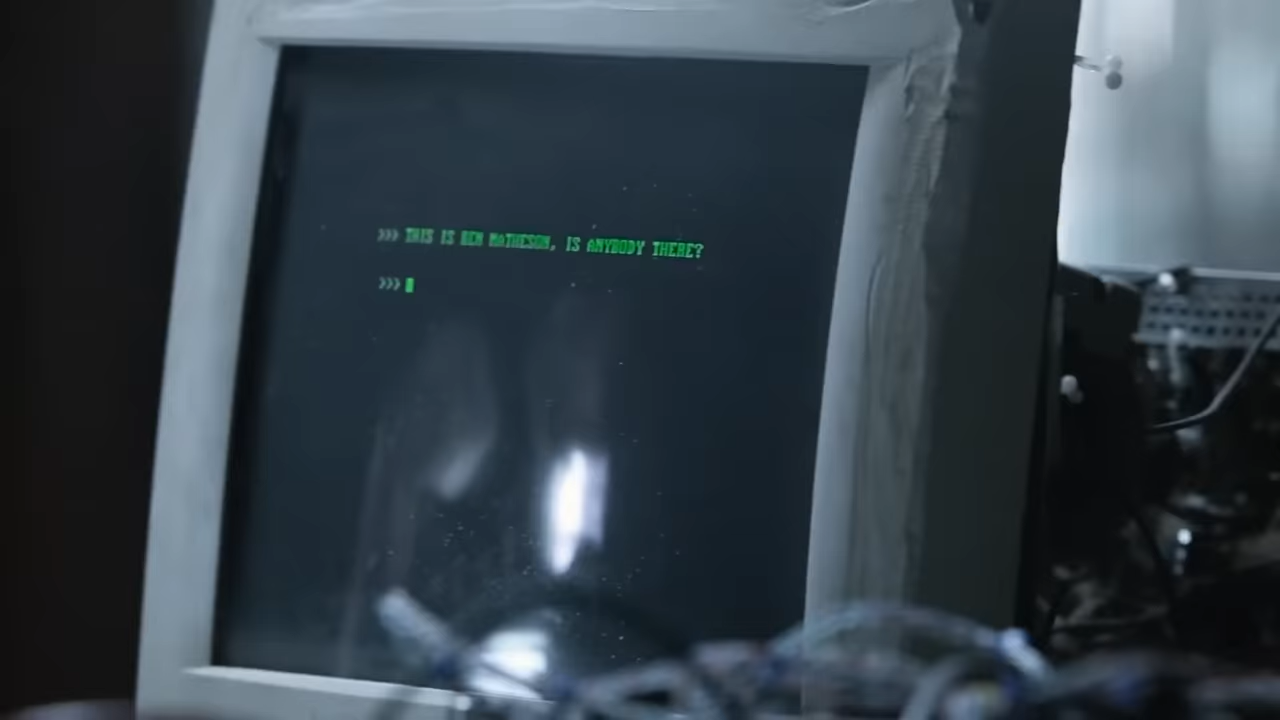 >>> THIS IS BEN MATHESON, IS ANYBODY THERE?
>>>